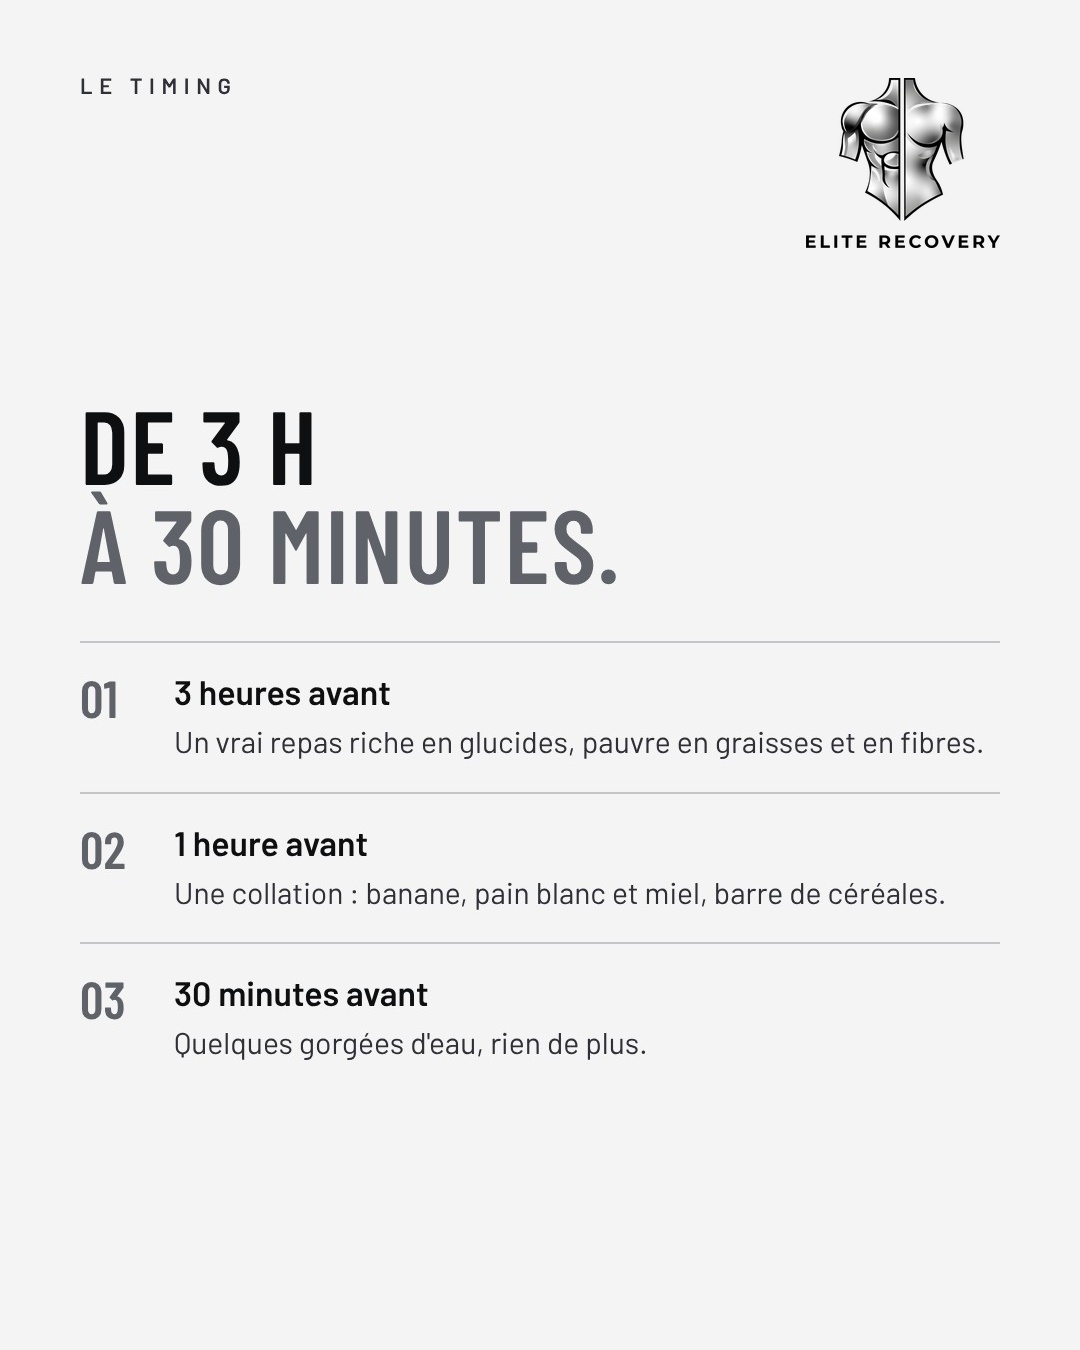 LE TIMING
ELITE RECOVERY
DE 3 H
À 30 MINUTES.
01
3 heures avant
Un vrai repas riche en glucides, pauvre en graisses et en fibres.
02
1 heure avant
Une collation : banane, pain blanc et miel, barre de céréales.
03
30 minutes avant
Quelques gorgées d'eau, rien de plus.